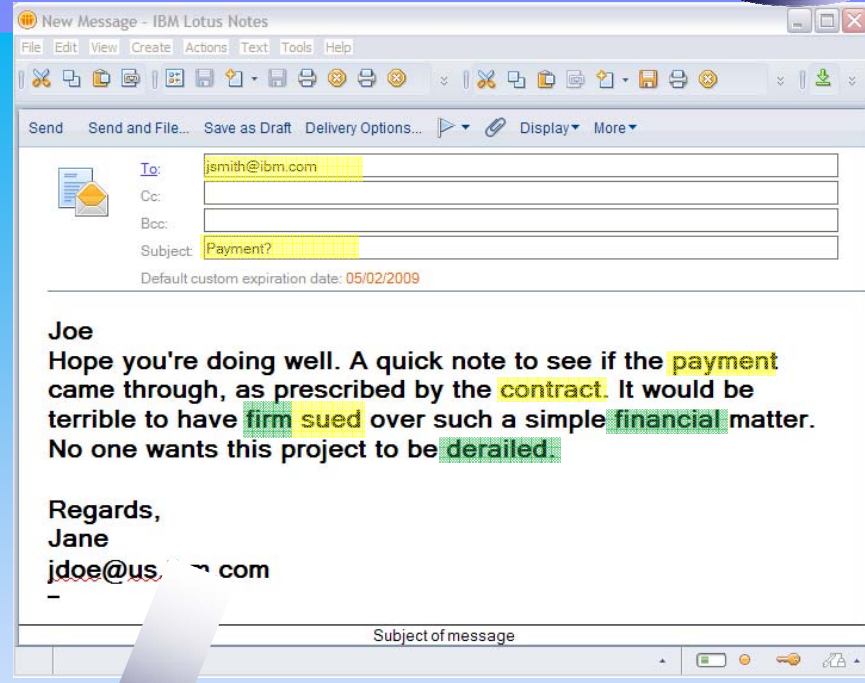 New Message - IBM Lotus Notes
File Edit View Create Actions Text Tools Help
Send Send and File... Save as Draft Delivery Options... Display More
To: jsmith@ibm.com
Cc:
Bcc:
Subject: Payment?
Default custom expiration date: 05/02/2009
Joe
Hope you're doing well. A quick note to see if the payment
came through, as prescribed by the contract. It would be
terrible to have firm sued over such a simple financial matter.
No one wants this project to be derailed.
Regards,
Jane
jdoe@us. com
Subject of message